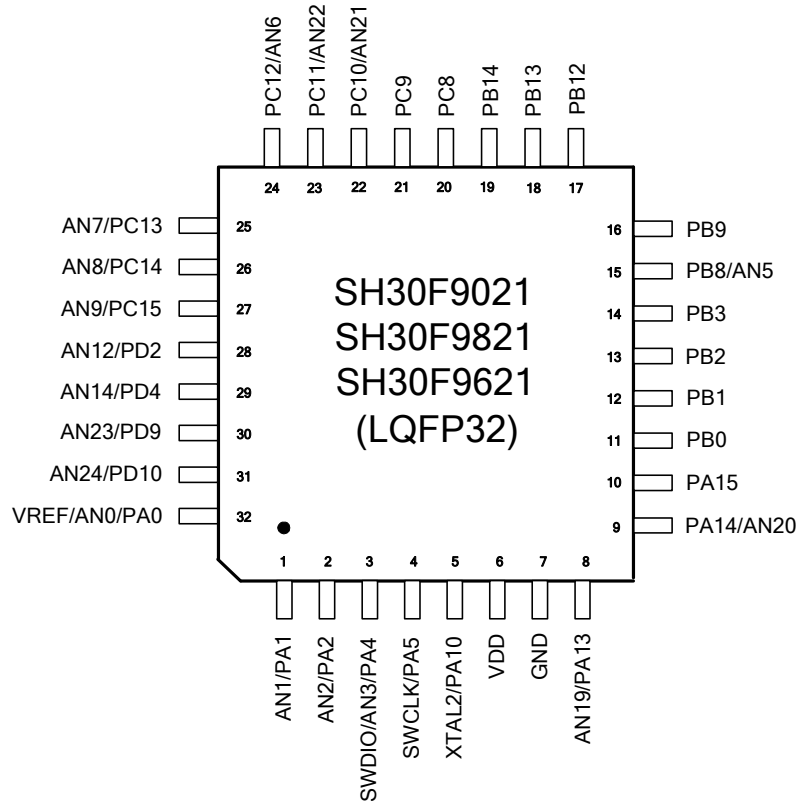 PC12/AN6
PC11/AN22
PC10/AN21
PC9
PC8
PB14
PB13
PB12
24
23
22
21
20
19
18
17
AN7/PC13
25
AN8/PC14
26
AN9/PC15
27
AN12/PD2
28
AN14/PD4
29
AN23/PD9
30
AN24/PD10
31
VREF/AN0/PA0
32
SH30F9021
SH30F9821
SH30F9621
(LQFP32)
16
PB9
15
PB8/AN5
14
PB3
13
PB2
12
PB1
11
PB0
10
PA15
9
PA14/AN20
1
2
3
4
5
6
7
8
AN1/PA1
AN2/PA2
SWDIO/AN3/PA4
SWCLK/PA5
XTAL2/PA10
VDD
GND
AN19/PA13